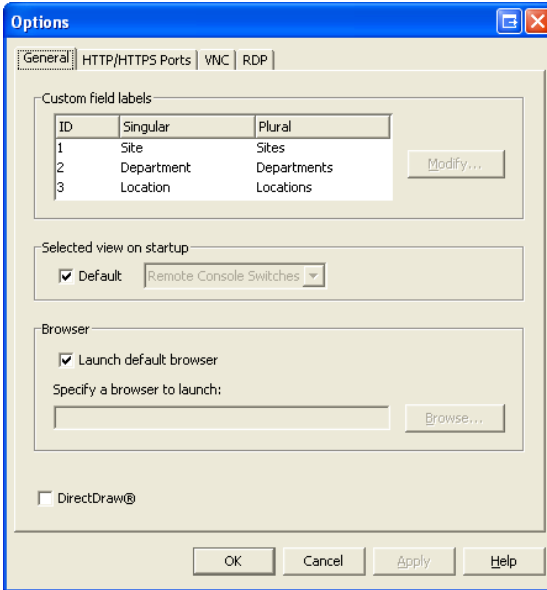 Options
General HTTP/HTTPS Ports VNC RDP
Custom field labels
ID Singular Plural
1 Site Sites
2 Department Departments
3 Location Locations
Modify...
Selected view on startup
Default Remote Console Switches
Browser
Launch default browser
Specify a browser to launch:
Browse...
DirectDraw®
OK Cancel Apply Help